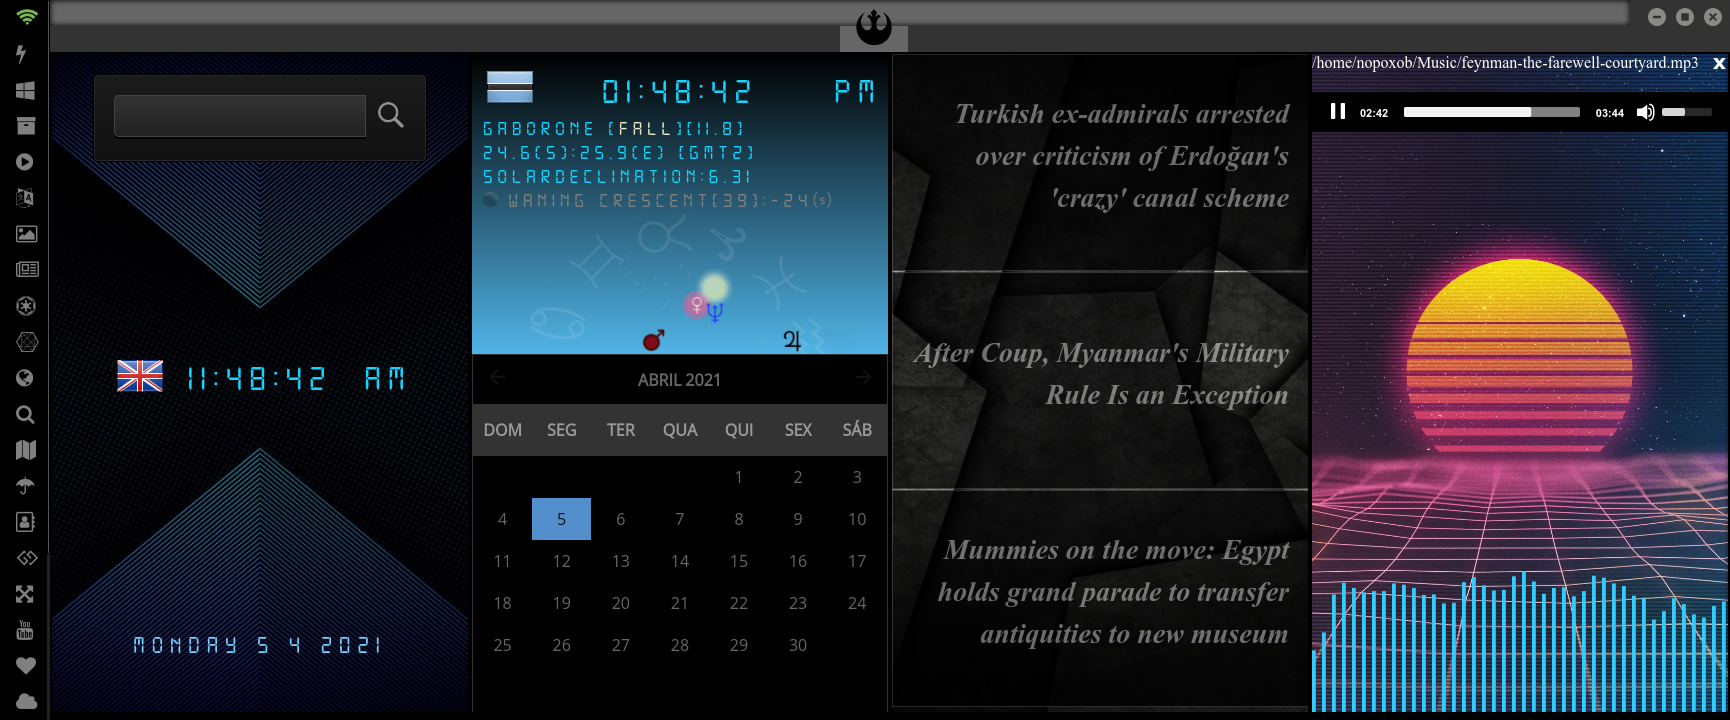 11:48:42 AM
MONDAY 5 4 2021
01:48:42 PM
GABORONE [FALL][11.8]
24.6(S):25.9(E) [GMT2]
SOLARDECLINATION:6.31
WANING CRESCENT[39]:-24(s)
ABRIL 2021
DOM SEG TER QUA QUI SEX SÁB
1 2 3
4 5 6 7 8 9 10
11 12 13 14 15 16 17
18 19 20 21 22 23 24
25 26 27 28 29 30
Turkish ex-admirals arrested
over criticism of Erdoğan's
'crazy' canal scheme
After Coup, Myanmar's Military
Rule Is an Exception
Mummies on the move: Egypt
holds grand parade to transfer
antiquities to new museum
/home/nopoxob/Music/feynman-the-farewell-courtyard.mp3 x
02:42 03:44
You
Tube